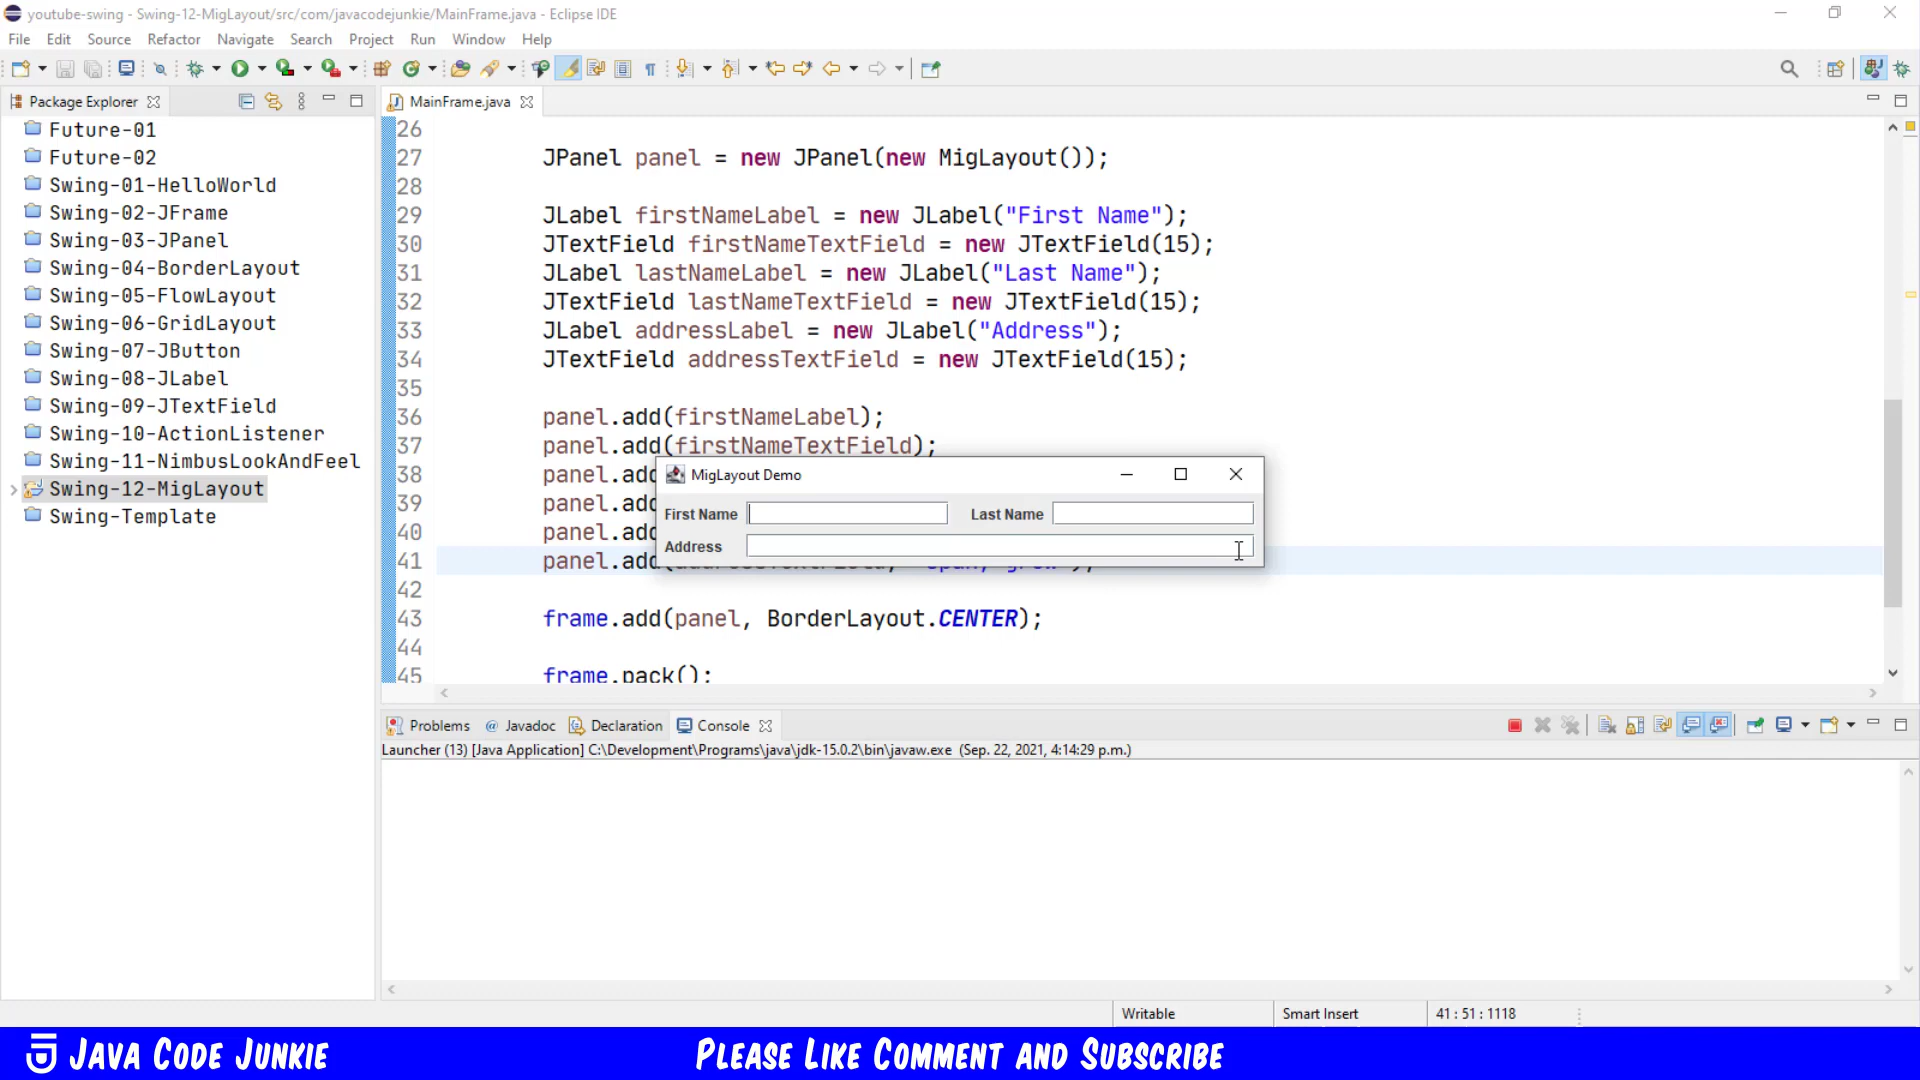 youtube-swing - Swing-12-MigLayout/src/com/javacodejunkie/MainFrame.java - Eclipse IDE
File Edit Source Refactor Navigate Search Project Run Window Help
Package Explorer
Future-01
Future-02
Swing-01-HelloWorld
Swing-02-JFrame
Swing-03-JPanel
Swing-04-BorderLayout
Swing-05-FlowLayout
Swing-06-GridLayout
Swing-07-JButton
Swing-08-JLabel
Swing-09-JTextField
Swing-10-ActionListener
Swing-11-NimbusLookAndFeel
Swing-12-MigLayout
Swing-Template
MainFrame.java
26
27 JPanel panel = new JPanel(new MigLayout());
28
29 JLabel firstNameLabel = new JLabel("First Name");
30 JTextField firstNameTextField = new JTextField(15);
31 JLabel lastNameLabel = new JLabel("Last Name");
32 JTextField lastNameTextField = new JTextField(15);
33 JLabel addressLabel = new JLabel("Address");
34 JTextField addressTextField = new JTextField(15);
35
36 panel.add(firstNameLabel);
37 panel.add(firstNameTextField);
38 panel.add
39 panel.add
40 panel.add
41 panel.add(addressTextField, "span, grow");
42
43 frame.add(panel, BorderLayout.CENTER);
44
45 frame.pack();
MigLayout Demo
First Name Last Name
Address
Problems Javadoc Declaration Console
Launcher (13) [Java Application] C:\Development\Programs\java\jdk-15.0.2\bin\javaw.exe (Sep. 22, 2021, 4:14:29 p.m.)
Writable Smart Insert 41 : 51 : 1118
JAVA CODE JUNKIE PLEASE LIKE COMMENT AND SUBSCRIBE